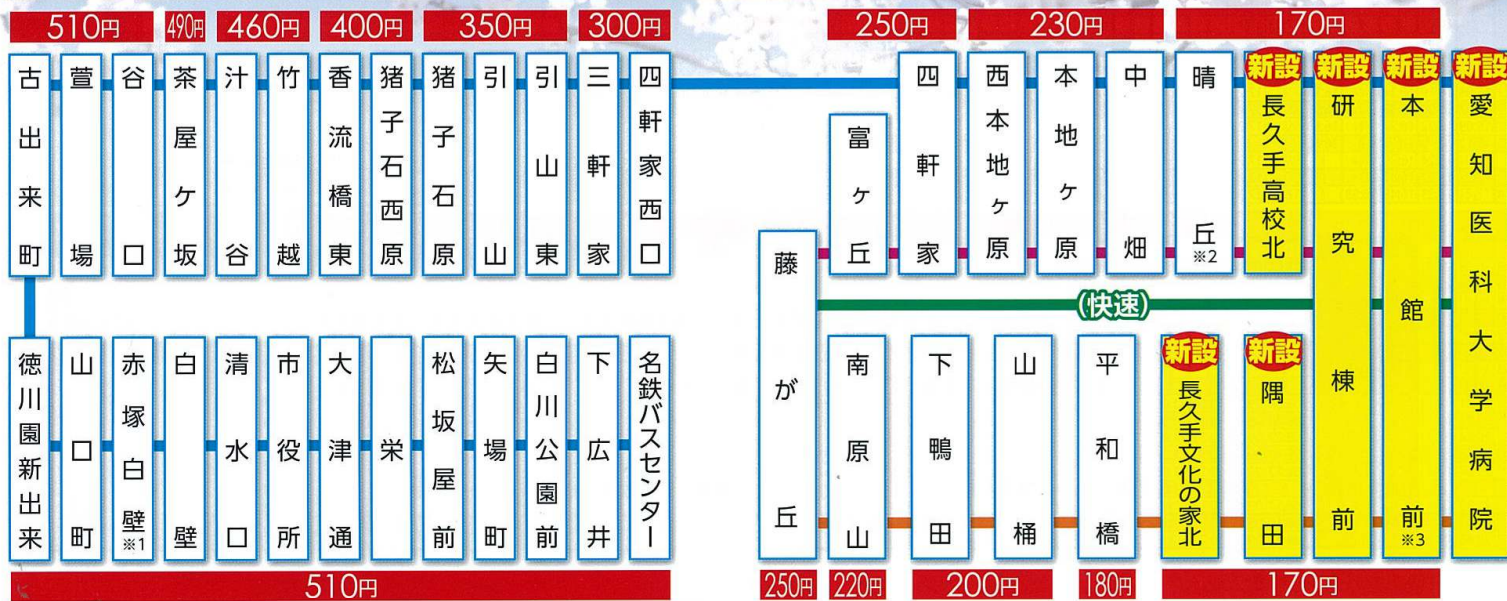 510円 490円 460円 400円 350円 300円 250円 230円 170円
古出来町
萱場
谷口
茶屋ヶ坂
汁谷
竹越
香流橋東
猪子石西原
猪子石原
引山
引山東
三軒家
四軒家西口
富ヶ丘
四軒家
西本地ヶ原
本地ヶ原
中畑
晴丘※2
新設 長久手高校北
新設 研究棟前
新設 本館前※3
新設 愛知医科大学病院
藤が丘
(快速)
徳川園新出来
山口町
赤塚白壁※1
白壁
清水口
市役所
大津通
栄
松坂屋前
矢場町
白川公園前
下広井
名鉄バスセンター
南原山
下鴨田
山桶
平和橋
新設 長久手文化の家北
新設 隅田
510円 250円 220円 200円 180円 170円